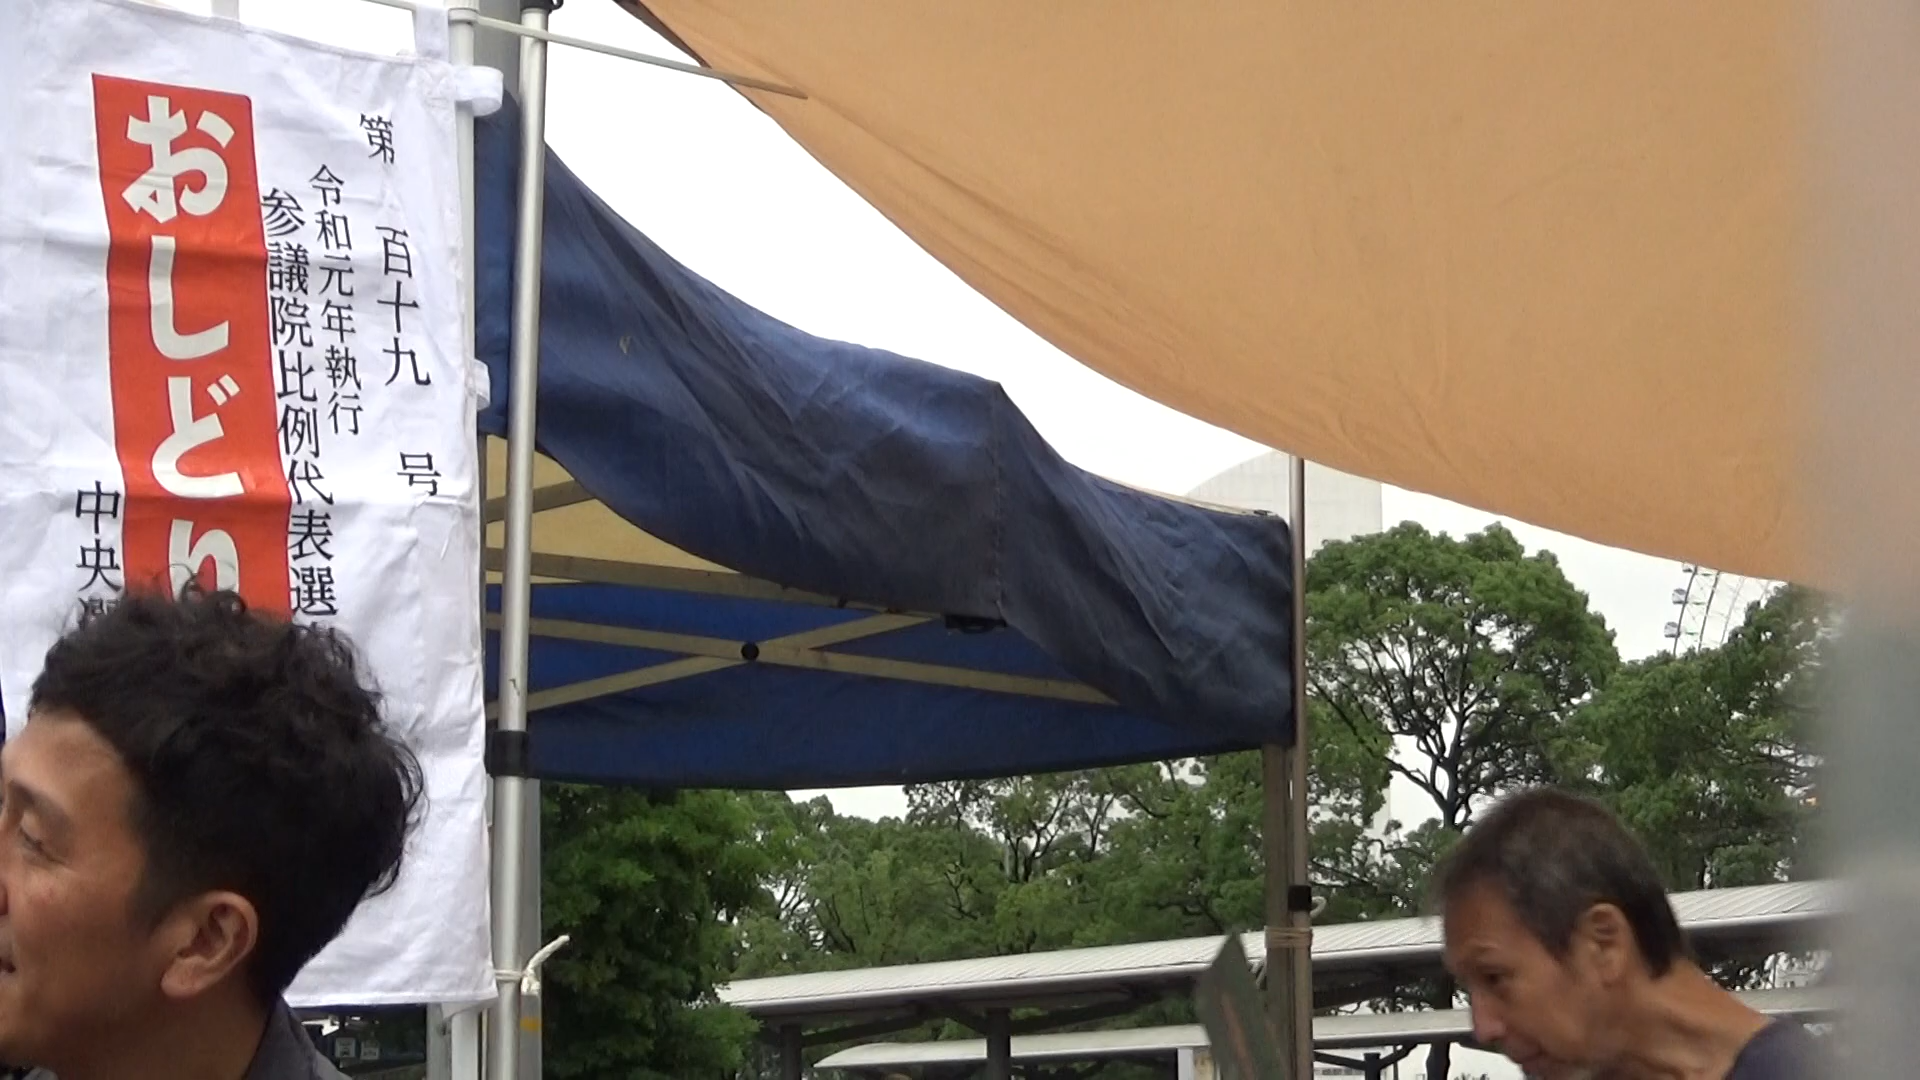 第百十九号
令和元年執行
参議院比例代表選
おしどり
中央